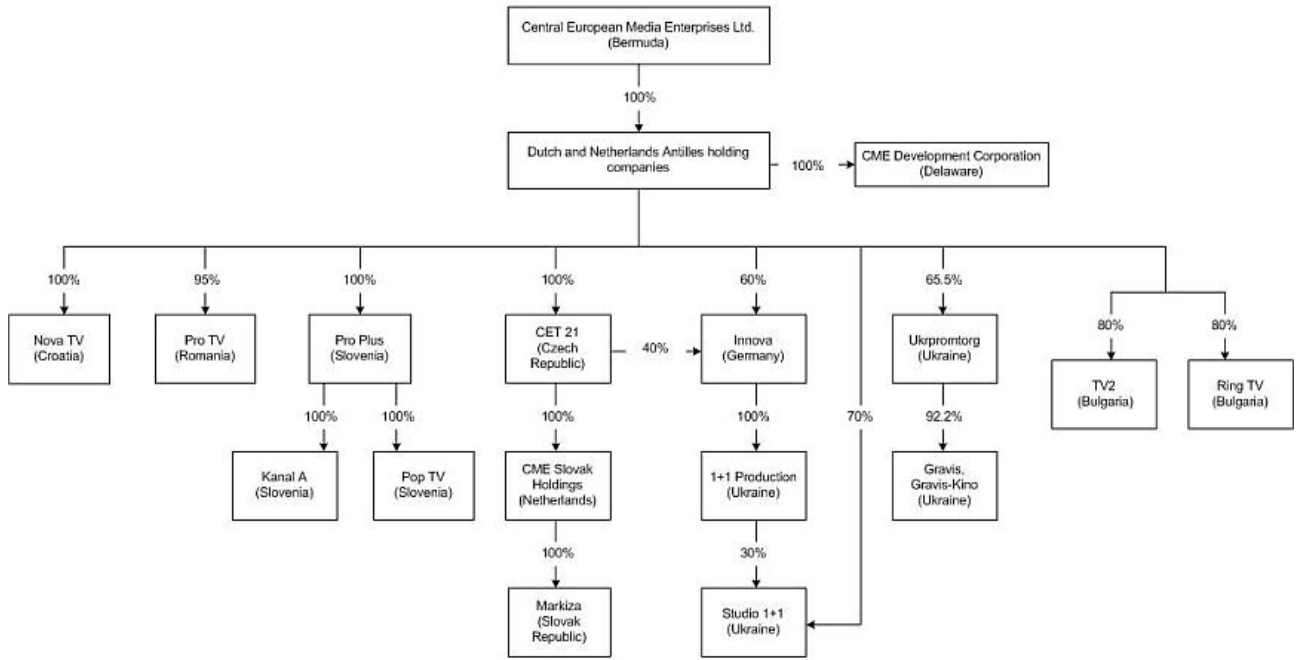 Central European Media Enterprises Ltd.
(Bermuda)
100%
Dutch and Netherlands Antilles holding
companies
100%
CME Development Corporation
(Delaware)
100%
95%
100%
100%
60%
65.5%
Nova TV
(Croatia)
Pro TV
(Romania)
Pro Plus
(Slovenia)
CET 21
(Czech
Republic)
40%
Innova
(Germany)
Ukrpromtorg
(Ukraine)
80%
80%
TV2
(Bulgaria)
Ring TV
(Bulgaria)
100%
100%
100%
100%
70%
92.2%
Kanal A
(Slovenia)
Pop TV
(Slovenia)
CME Slovak
Holdings
(Netherlands)
1+1 Production
(Ukraine)
Gravis,
Gravis-Kino
(Ukraine)
100%
30%
Markiza
(Slovak
Republic)
Studio 1+1
(Ukraine)